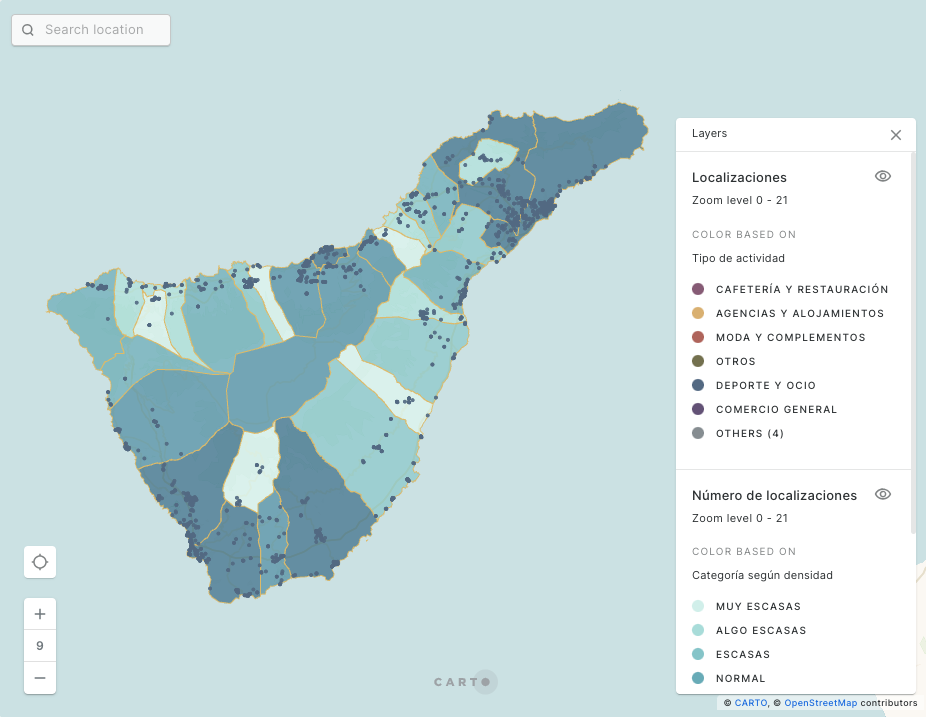 Search location
Layers
Localizaciones
Zoom level 0 - 21
COLOR BASED ON
Tipo de actividad
CAFETERÍA Y RESTAURACIÓN
AGENCIAS Y ALOJAMIENTOS
MODA Y COMPLEMENTOS
OTROS
DEPORTE Y OCIO
COMERCIO GENERAL
OTHERS (4)
Número de localizaciones
Zoom level 0 - 21
COLOR BASED ON
Categoría según densidad
MUY ESCASAS
ALGO ESCASAS
ESCASAS
NORMAL
+
9
−
CARTO
© CARTO, © OpenStreetMap contributors